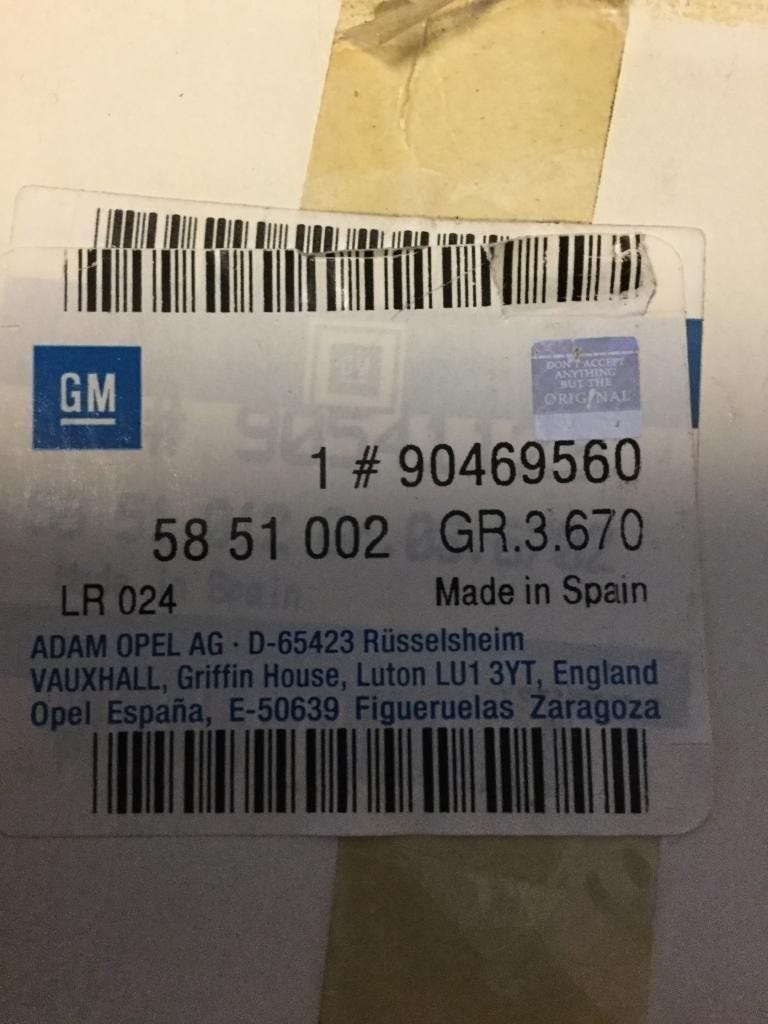 GM
DON'T ACCEPT
ANYTHING
BUT THE
ORIGINAL
1 # 90469560
58 51 002 GR.3.670
LR 024 Made in Spain
ADAM OPEL AG · D-65423 Rüsselsheim
VAUXHALL, Griffin House, Luton LU1 3YT, England
Opel España, E-50639 Figueruelas Zaragoza